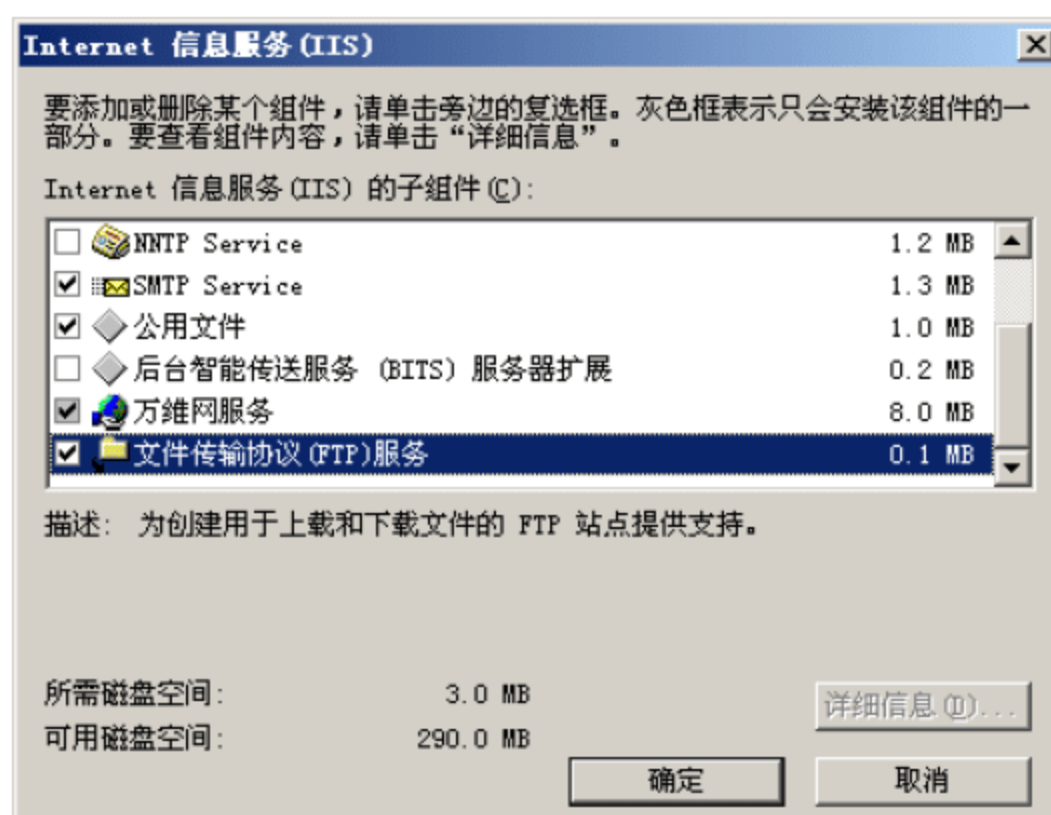 Internet 信息服务(IIS)
要添加或删除某个组件，请单击旁边的复选框。灰色框表示只会安装该组件的一
部分。要查看组件内容，请单击“详细信息”。
Internet 信息服务(IIS) 的子组件(C):
NNTP Service 1.2 MB
SMTP Service 1.3 MB
公用文件 1.0 MB
后台智能传送服务 (BITS) 服务器扩展 0.2 MB
万维网服务 8.0 MB
文件传输协议(FTP)服务 0.1 MB
描述: 为创建用于上载和下载文件的 FTP 站点提供支持。
所需磁盘空间: 3.0 MB
详细信息(D)...
可用磁盘空间: 290.0 MB
确定 取消